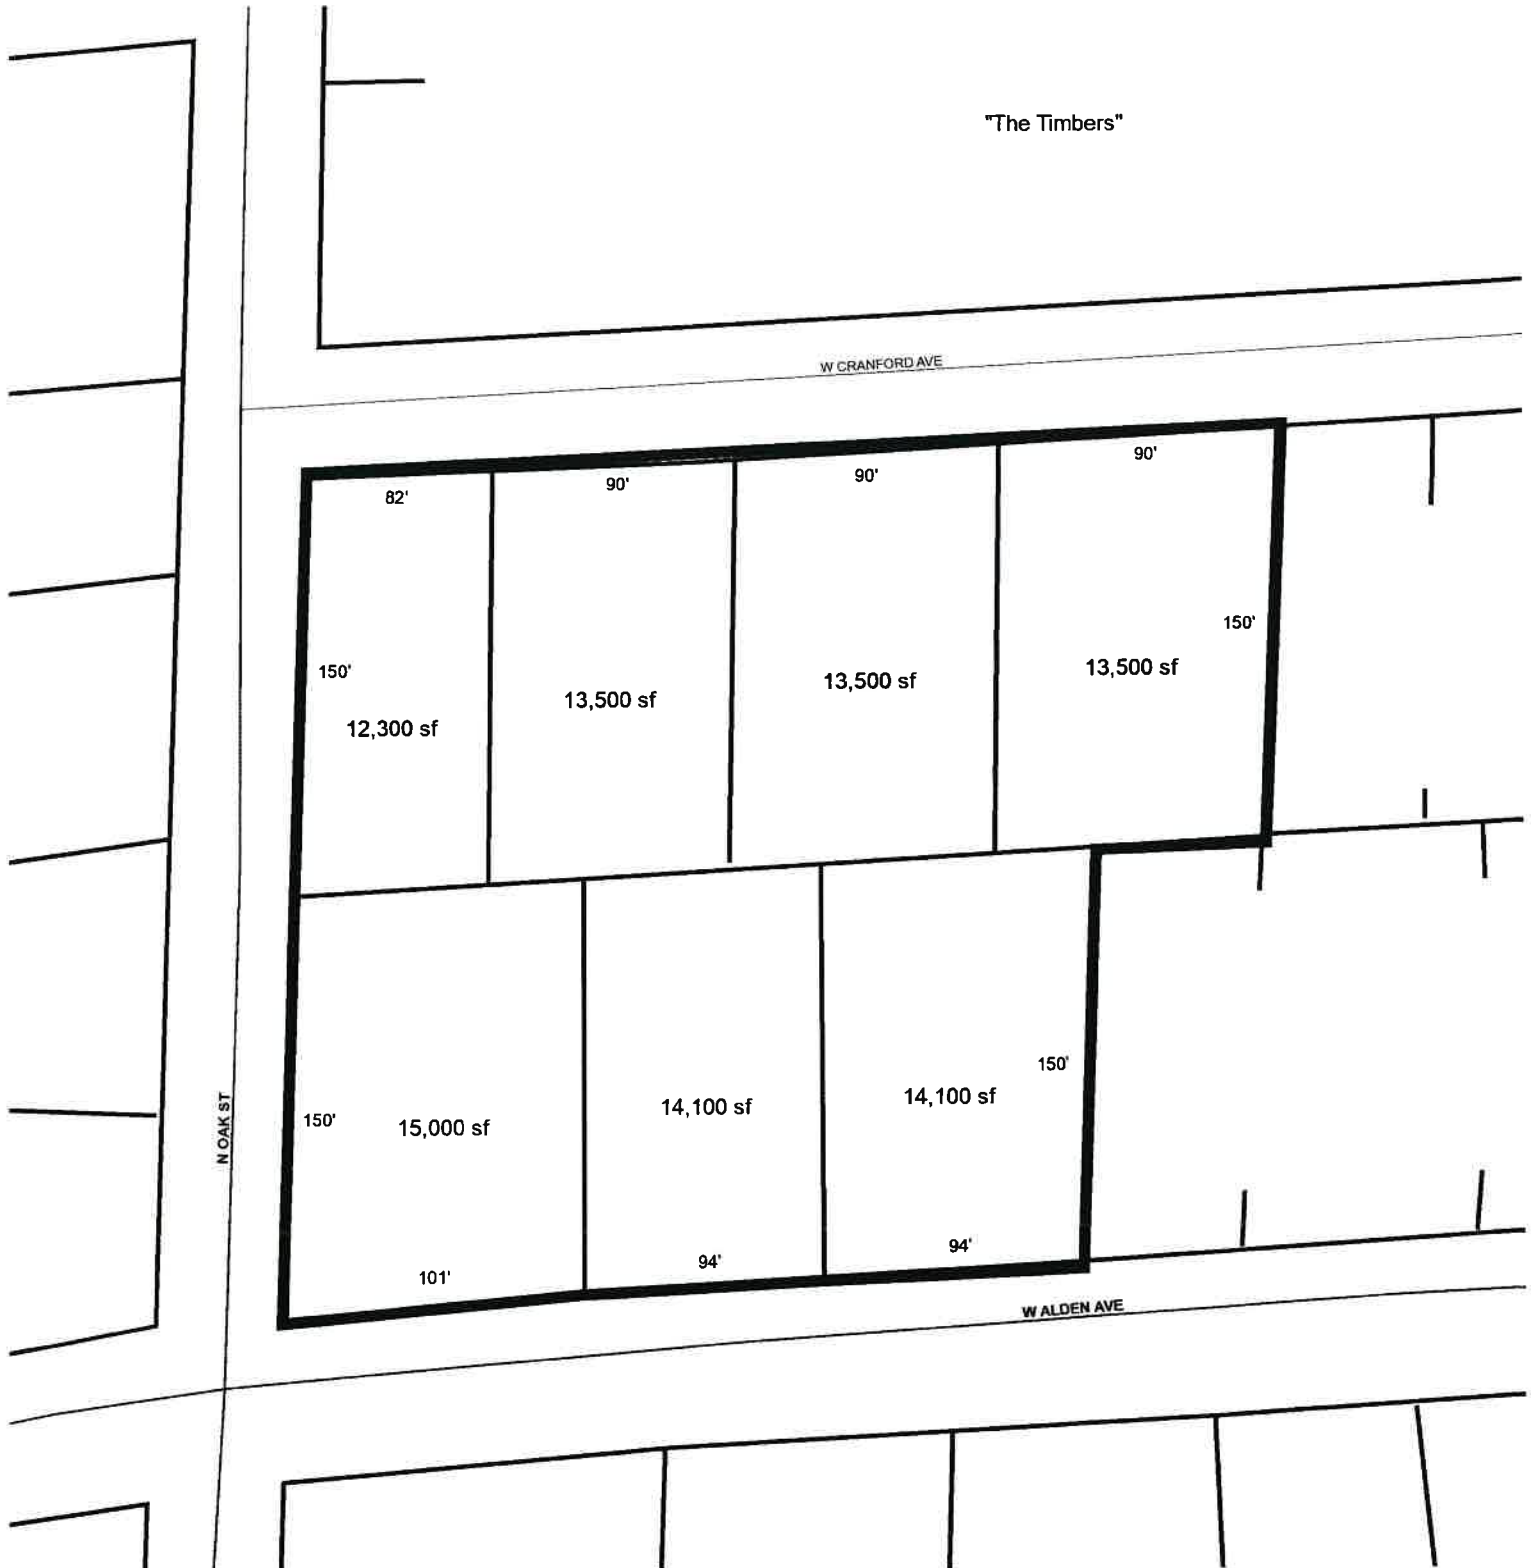 "The Timbers"
W CRANFORD AVE
82'
90'
90'
90'
150'
150'
12,300 sf
13,500 sf
13,500 sf
13,500 sf
N OAK ST
150'
15,000 sf
14,100 sf
14,100 sf
150'
101'
94'
94'
W ALDEN AVE